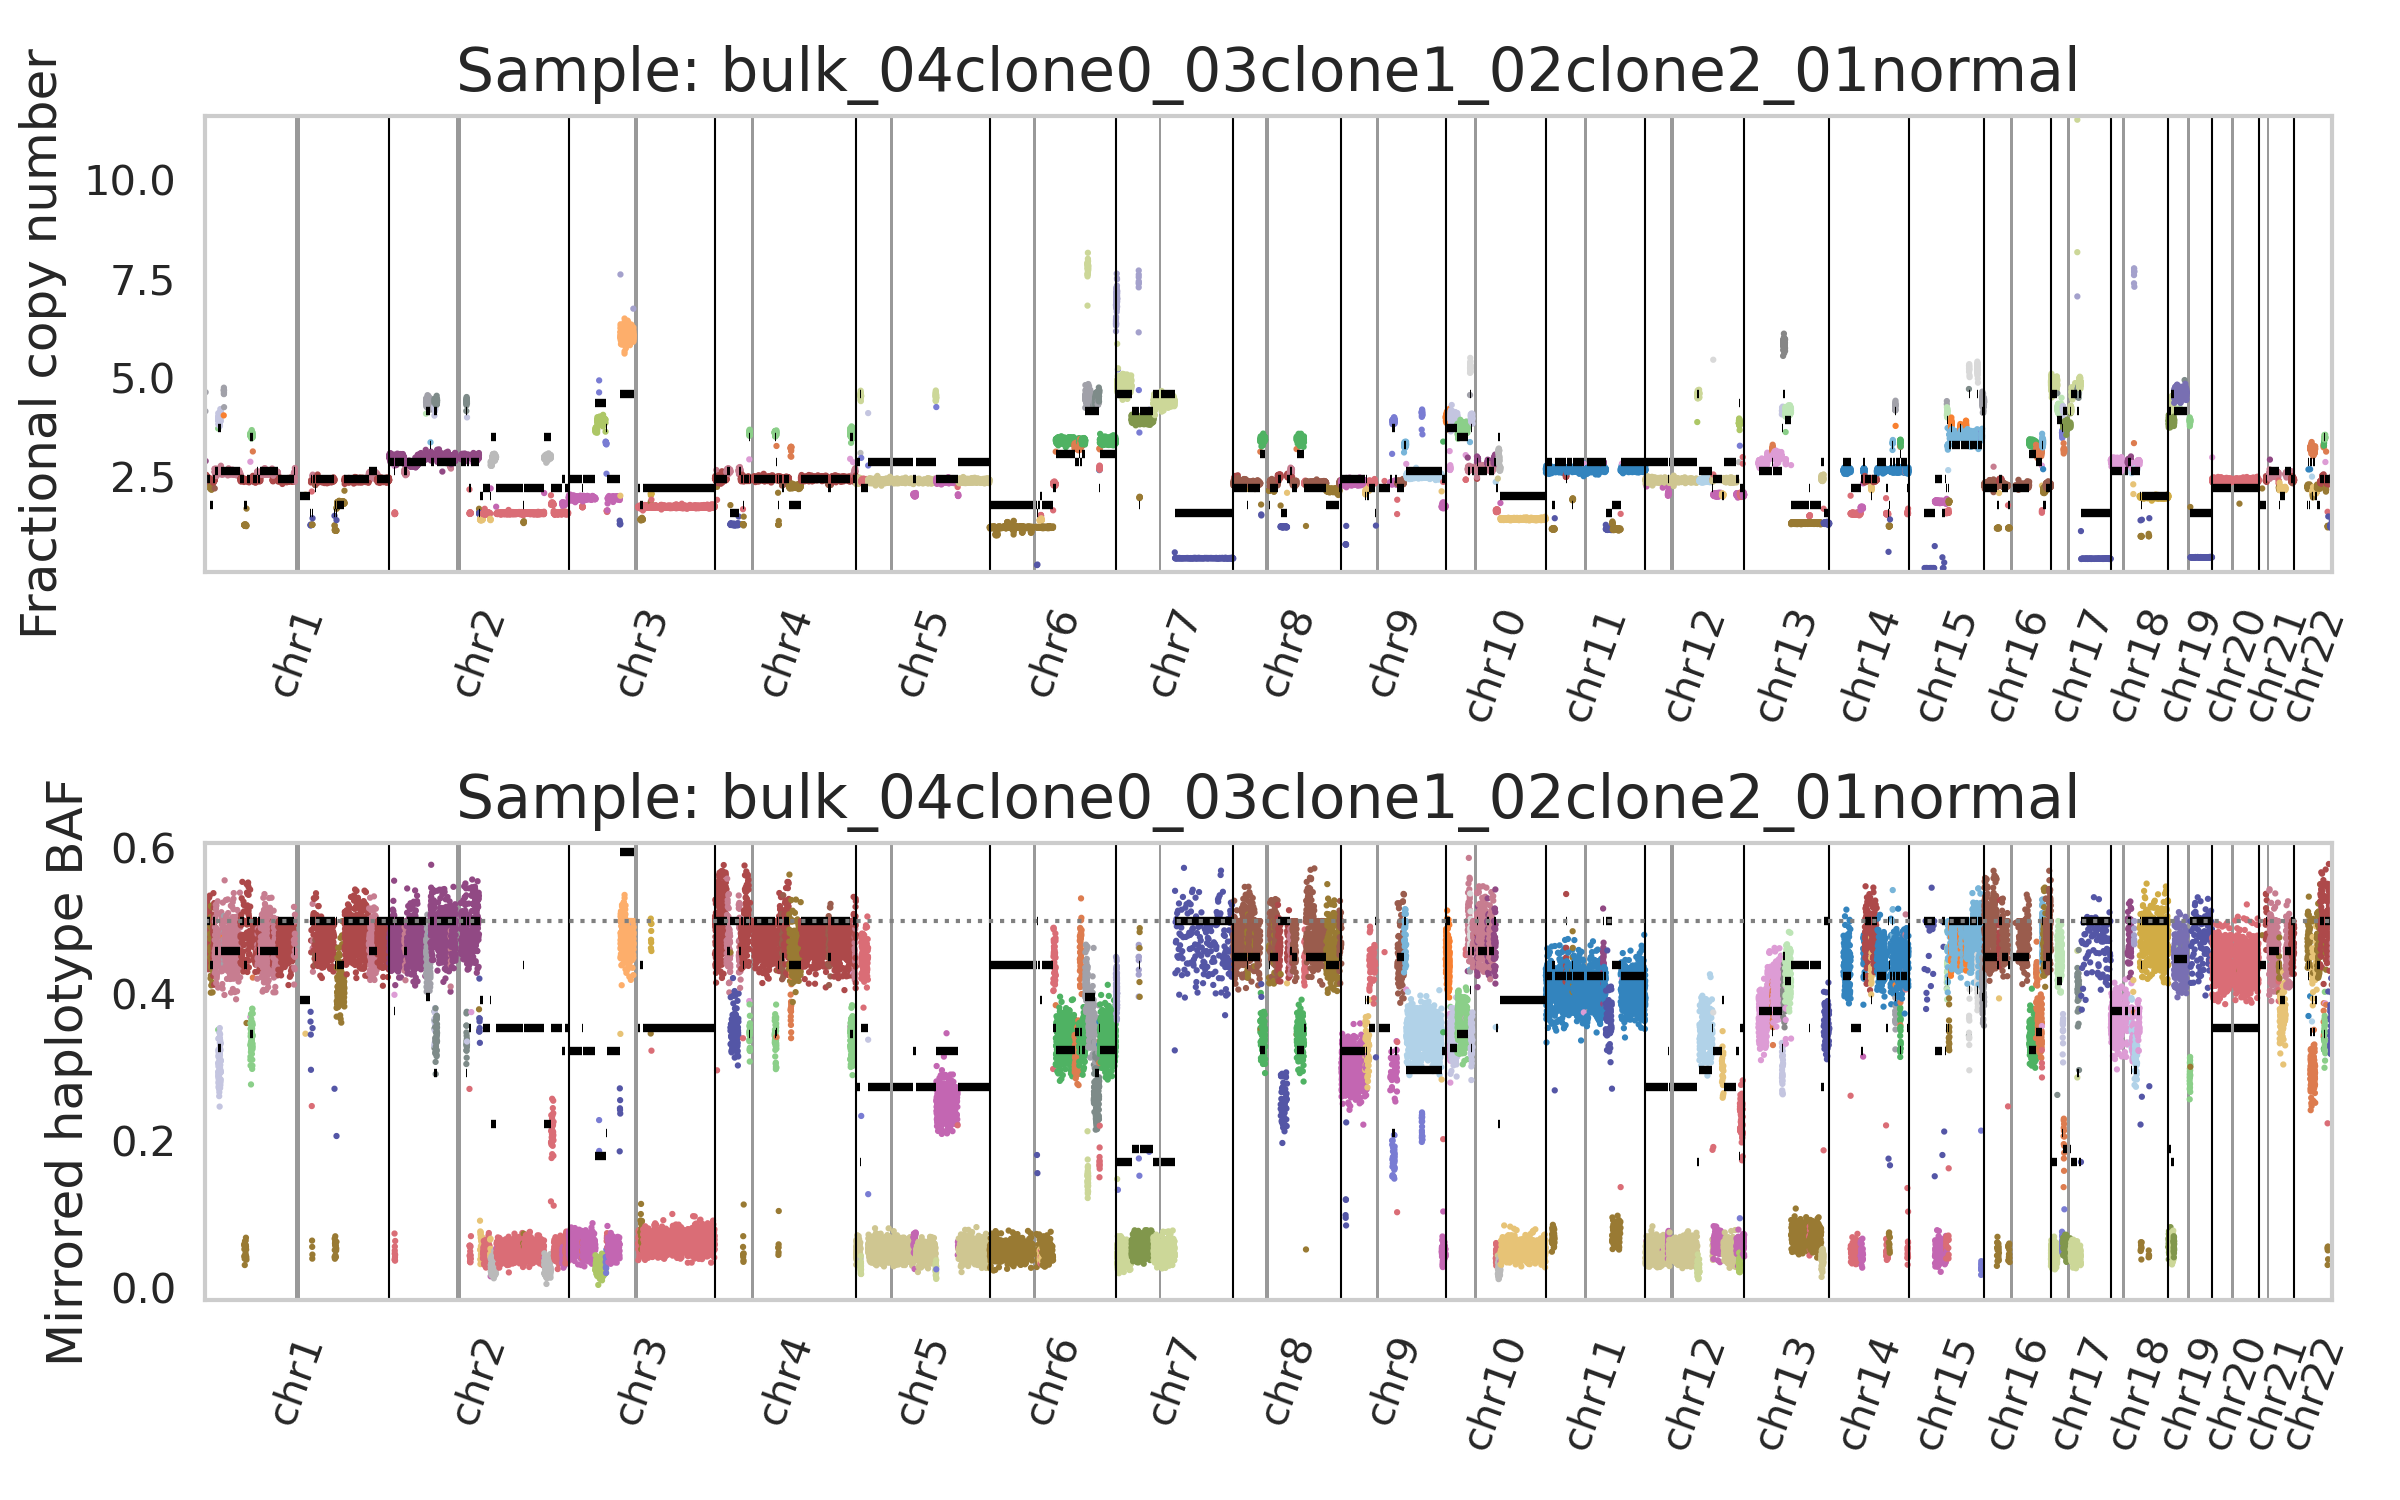 Sample: bulk_04clone0_03clone1_02clone2_01normal
Fractional copy number
10.0
7.5
5.0
2.5
chr1
chr2
chr3
chr4
chr5
chr6
chr7
chr8
chr9
chr10
chr11
chr12
chr13
chr14
chr15
chr16
chr17
chr18
chr19
chr20
chr21
chr22
Sample: bulk_04clone0_03clone1_02clone2_01normal
Mirrored haplotype BAF
0.6
0.4
0.2
0.0
chr1
chr2
chr3
chr4
chr5
chr6
chr7
chr8
chr9
chr10
chr11
chr12
chr13
chr14
chr15
chr16
chr17
chr18
chr19
chr20
chr21
chr22